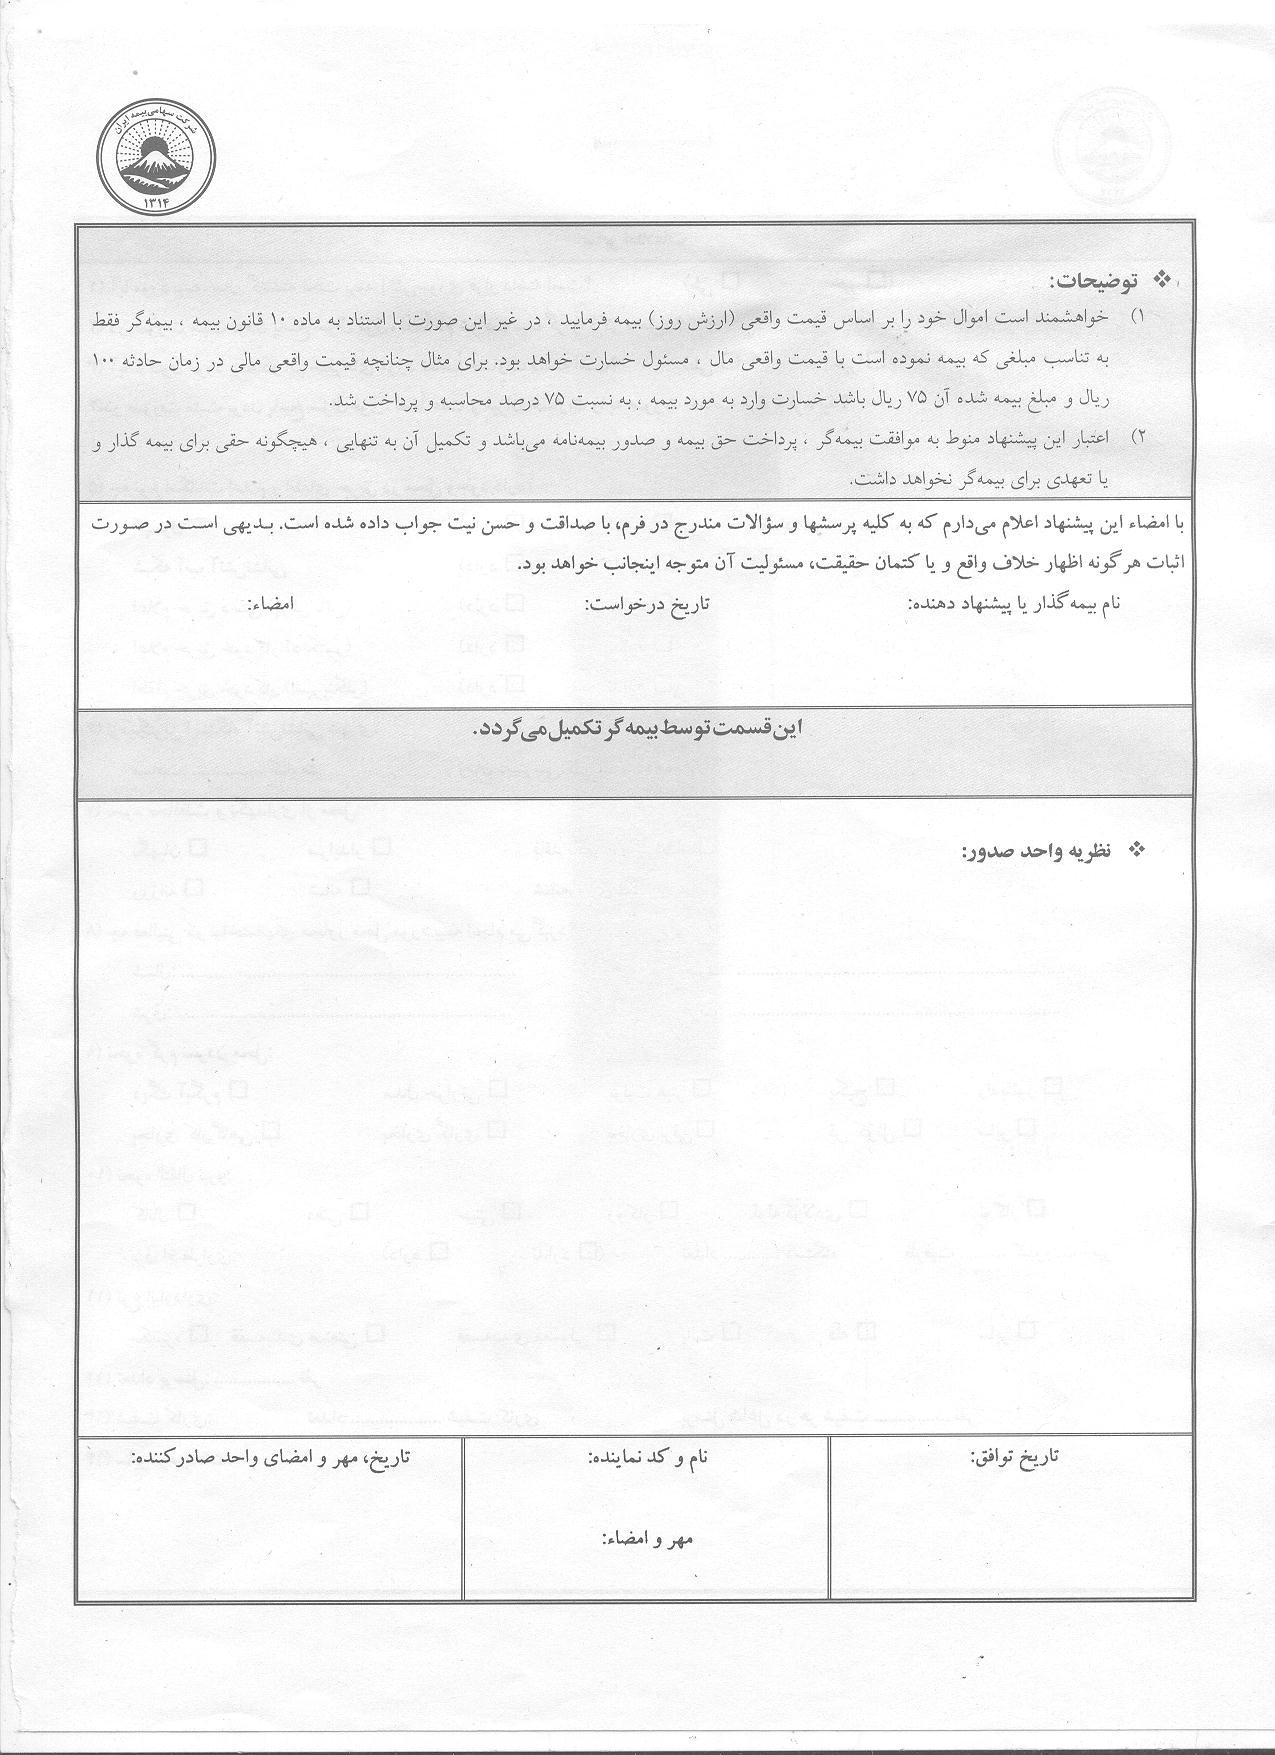 شرکت سهامی بیمه ایران
۱۳۱۴
❖ توضیحات:
۱) خواهشمند است اموال خود را بر اساس قیمت واقعی (ارزش روز) بیمه فرمایید ، در غیر این صورت با استناد به ماده ۱۰ قانون بیمه ، بیمه‌گر فقط
به تناسب مبلغی که بیمه نموده است با قیمت واقعی مال ، مسئول خسارت خواهد بود. برای مثال چنانچه قیمت واقعی مالی در زمان حادثه ۱۰۰
ریال و مبلغ بیمه شده آن ۷۵ ریال باشد خسارت وارد به مورد بیمه ، به نسبت ۷۵ درصد محاسبه و پرداخت شد.
۲) اعتبار این پیشنهاد منوط به موافقت بیمه‌گر ، پرداخت حق بیمه و صدور بیمه‌نامه می‌باشد و تکمیل آن به تنهایی ، هیچگونه حقی برای بیمه گذار و
یا تعهدی برای بیمه‌گر نخواهد داشت.
با امضاء این پیشنهاد اعلام می‌دارم که به کلیه پرسشها و سؤالات مندرج در فرم، با صداقت و حسن نیت جواب داده شده است. بدیهی است در صورت
اثبات هرگونه اظهار خلاف واقع و یا کتمان حقیقت، مسئولیت آن متوجه اینجانب خواهد بود.
نام بیمه‌گذار یا پیشنهاد دهنده: تاریخ درخواست: امضاء:
این قسمت توسط بیمه‌گر تکمیل می‌گردد.
❖ نظریه واحد صدور:
تاریخ توافق: نام و کد نماینده: تاریخ، مهر و امضای واحد صادرکننده:
مهر و امضاء: